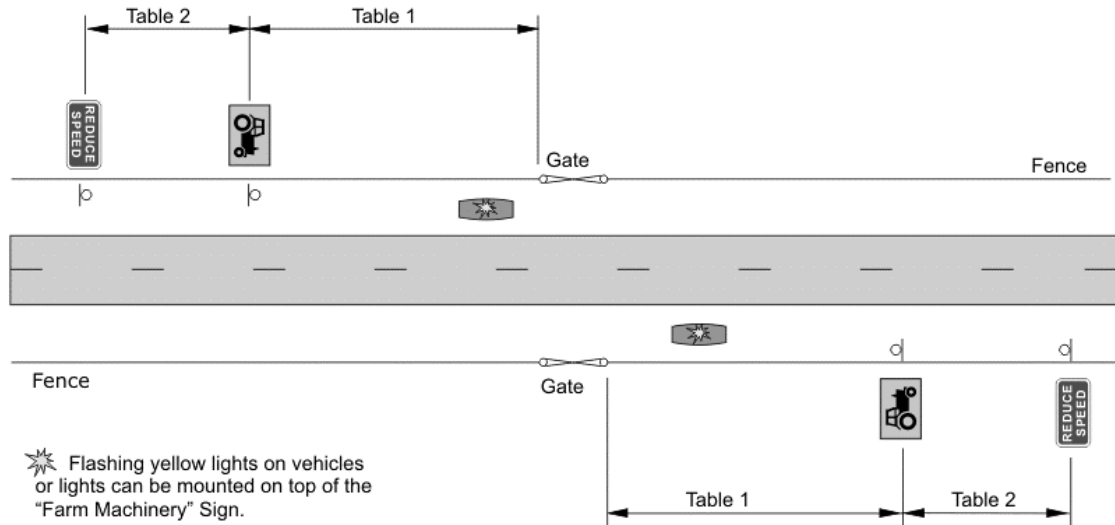 Table 2
Table 1
REDUCE
SPEED
Gate
Fence
Fence
Gate
REDUCE
SPEED
Flashing yellow lights on vehicles
or lights can be mounted on top of the
“Farm Machinery” Sign.
Table 1
Table 2